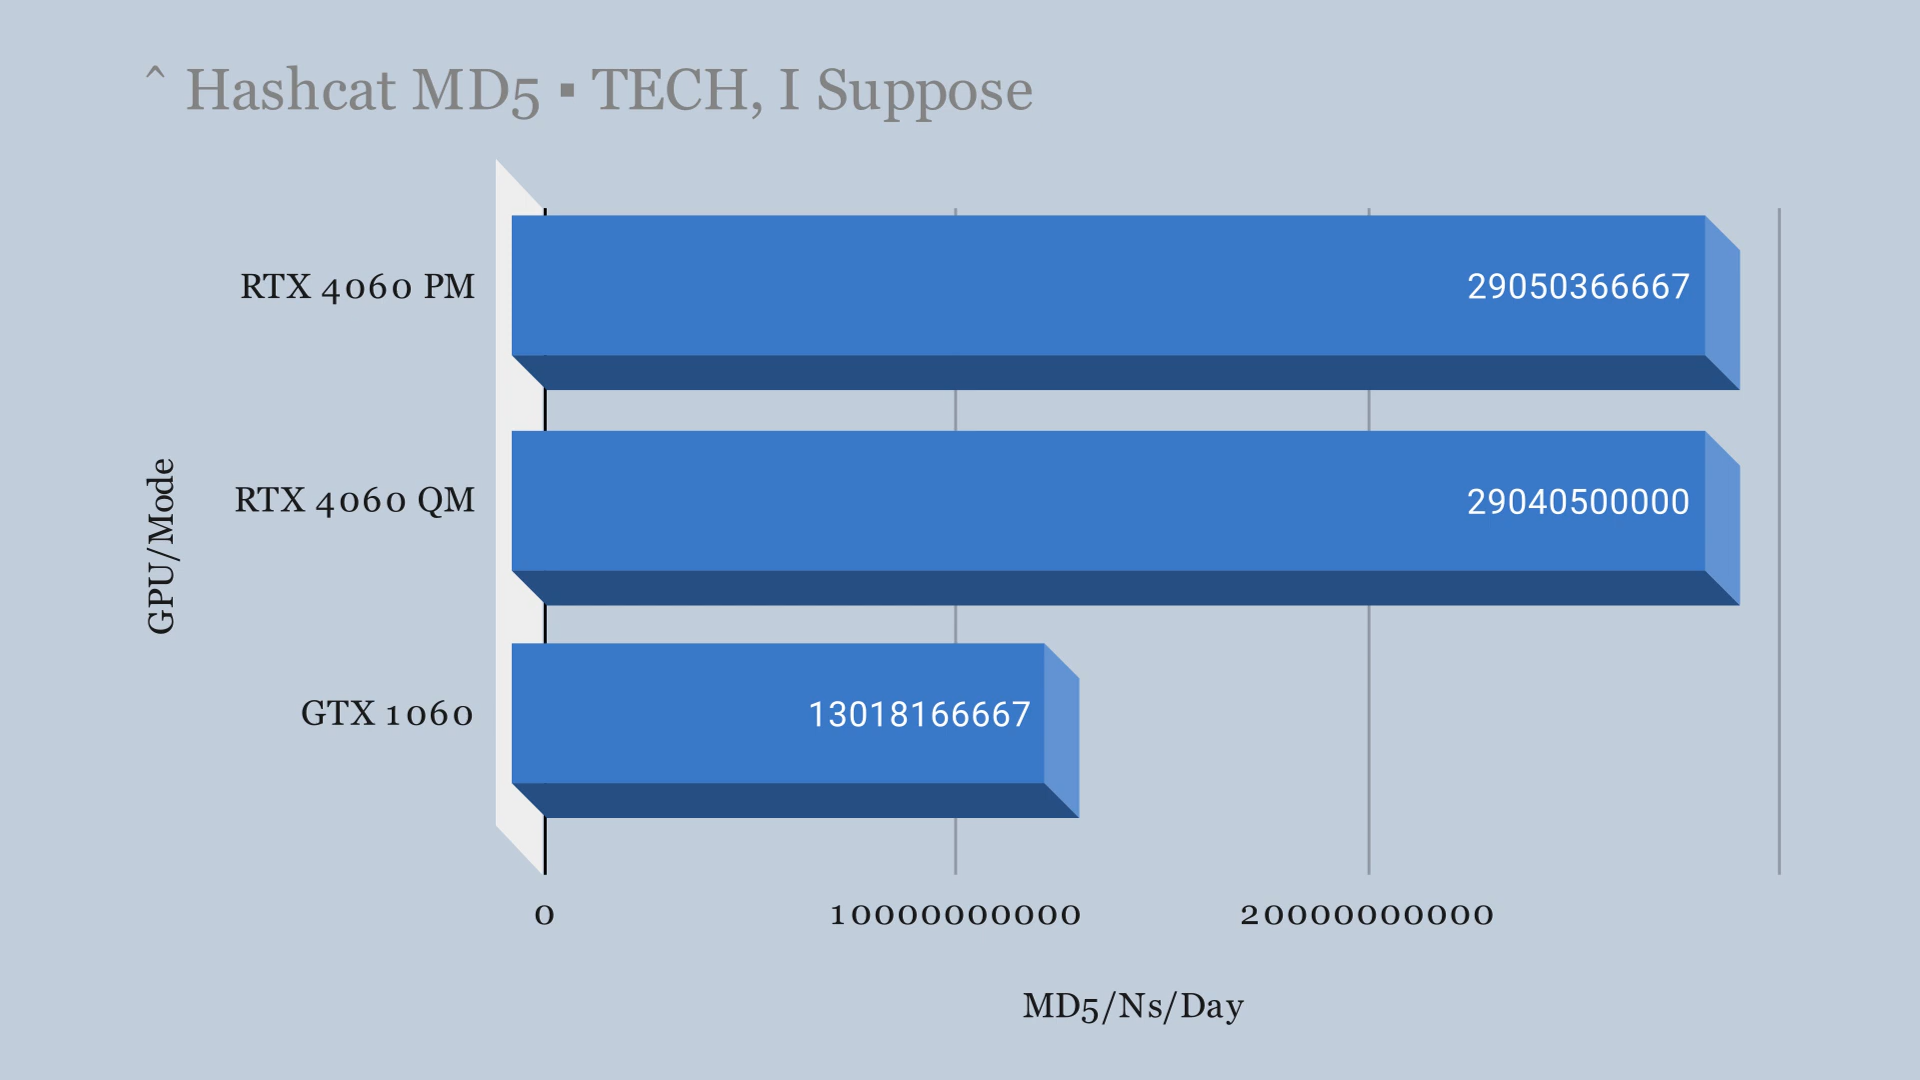 ^ Hashcat MD5 ▪ TECH, I Suppose
RTX 4060 PM
29050366667
RTX 4060 QM
29040500000
GTX 1060
13018166667
GPU/Mode
0
10000000000
20000000000
MD5/Ns/Day